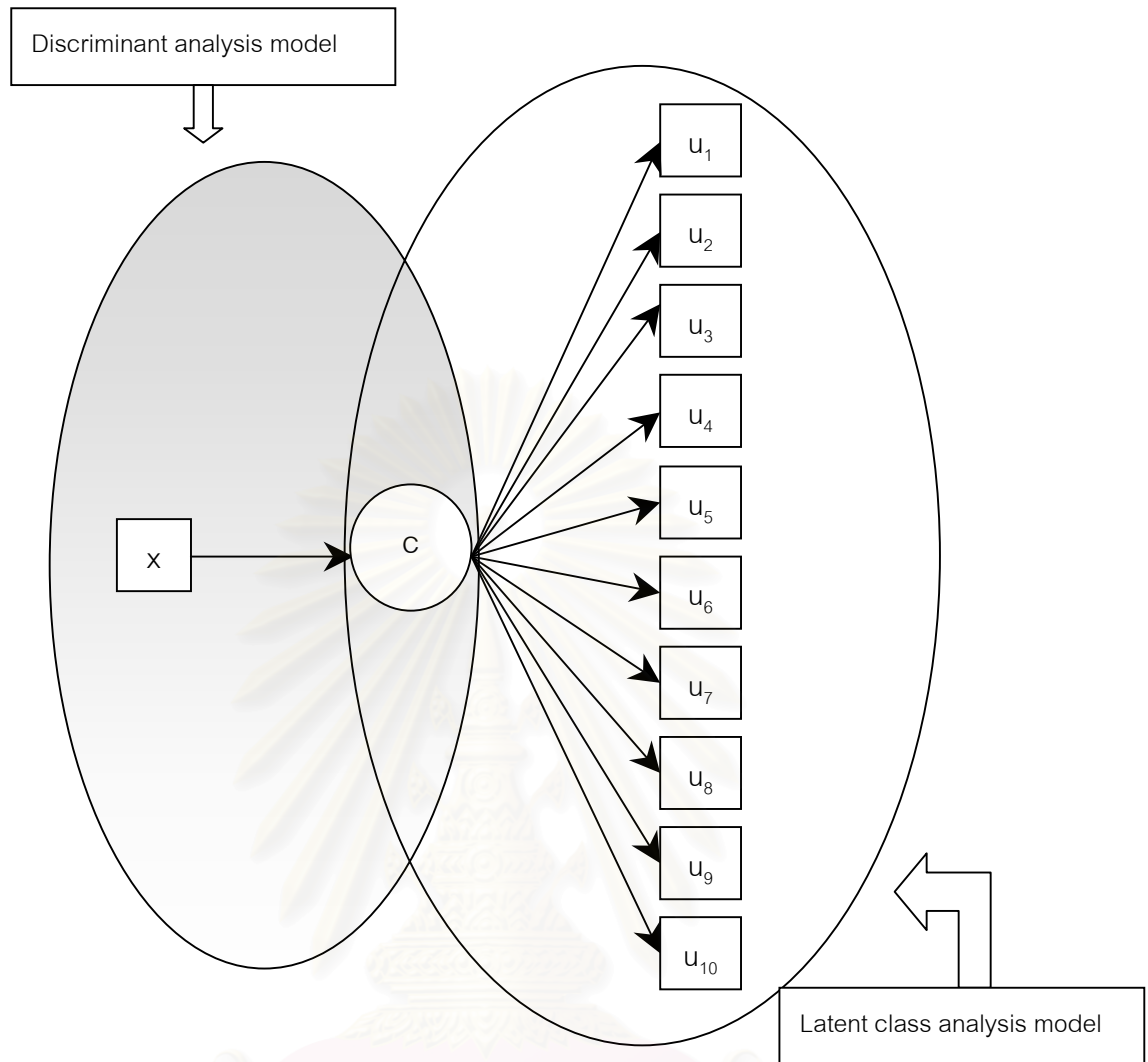 Discriminant analysis model
u₁
u₂
u₃
u₄
u₅
u₆
u₇
u₈
u₉
u₁₀
x
c
Latent class analysis model